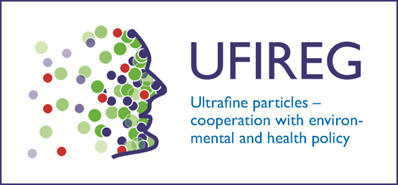 UFIREG
Ultrafine particles –
cooperation with environ-
mental and health policy